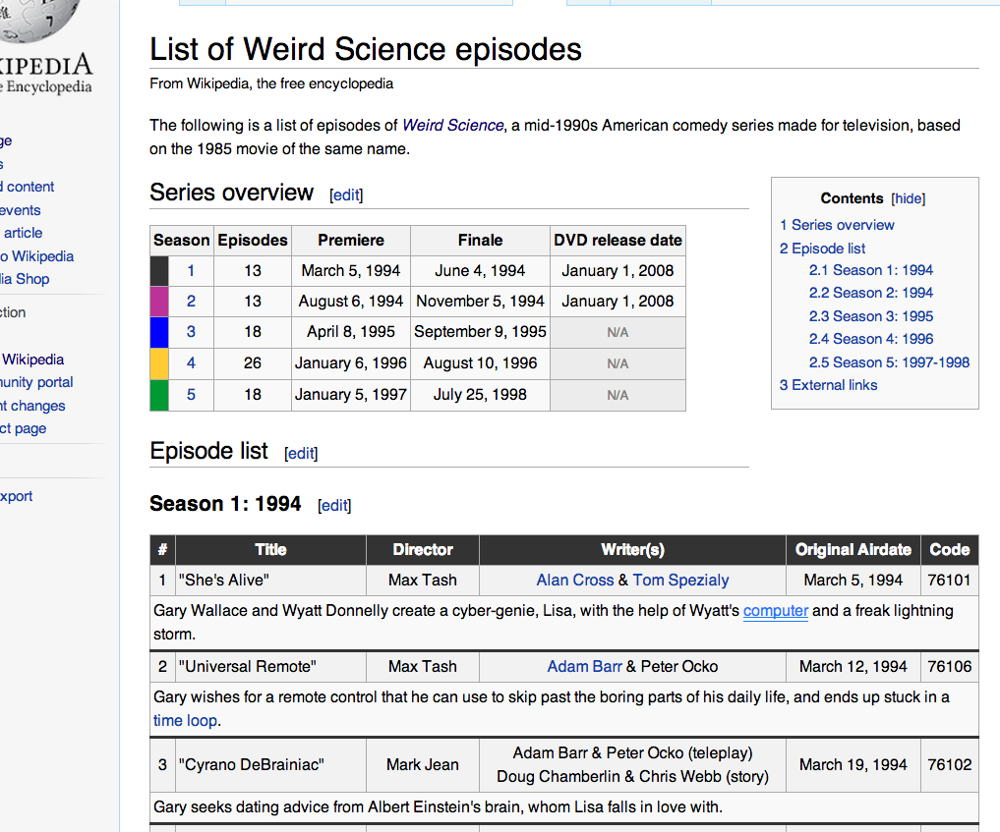 KIPEDIA
e Encyclopedia
ge
s
d content
events
article
o Wikipedia
dia Shop
ction
Wikipedia
nunity portal
nt changes
ct page
xport
List of Weird Science episodes
From Wikipedia, the free encyclopedia
The following is a list of episodes of Weird Science, a mid-1990s American comedy series made for television, based
on the 1985 movie of the same name.
Series overview [edit]
Season Episodes Premiere Finale DVD release date
1 13 March 5, 1994 June 4, 1994 January 1, 2008
2 13 August 6, 1994 November 5, 1994 January 1, 2008
3 18 April 8, 1995 September 9, 1995 N/A
4 26 January 6, 1996 August 10, 1996 N/A
5 18 January 5, 1997 July 25, 1998 N/A
Contents [hide]
1 Series overview
2 Episode list
2.1 Season 1: 1994
2.2 Season 2: 1994
2.3 Season 3: 1995
2.4 Season 4: 1996
2.5 Season 5: 1997-1998
3 External links
Episode list [edit]
Season 1: 1994 [edit]
# Title Director Writer(s) Original Airdate Code
1 "She's Alive" Max Tash Alan Cross & Tom Spezialy March 5, 1994 76101
Gary Wallace and Wyatt Donnelly create a cyber-genie, Lisa, with the help of Wyatt's computer and a freak lightning
storm.
2 "Universal Remote" Max Tash Adam Barr & Peter Ocko March 12, 1994 76106
Gary wishes for a remote control that he can use to skip past the boring parts of his daily life, and ends up stuck in a
time loop.
3 "Cyrano DeBrainiac" Mark Jean Adam Barr & Peter Ocko (teleplay) March 19, 1994 76102
Doug Chamberlin & Chris Webb (story)
Gary seeks dating advice from Albert Einstein's brain, whom Lisa falls in love with.